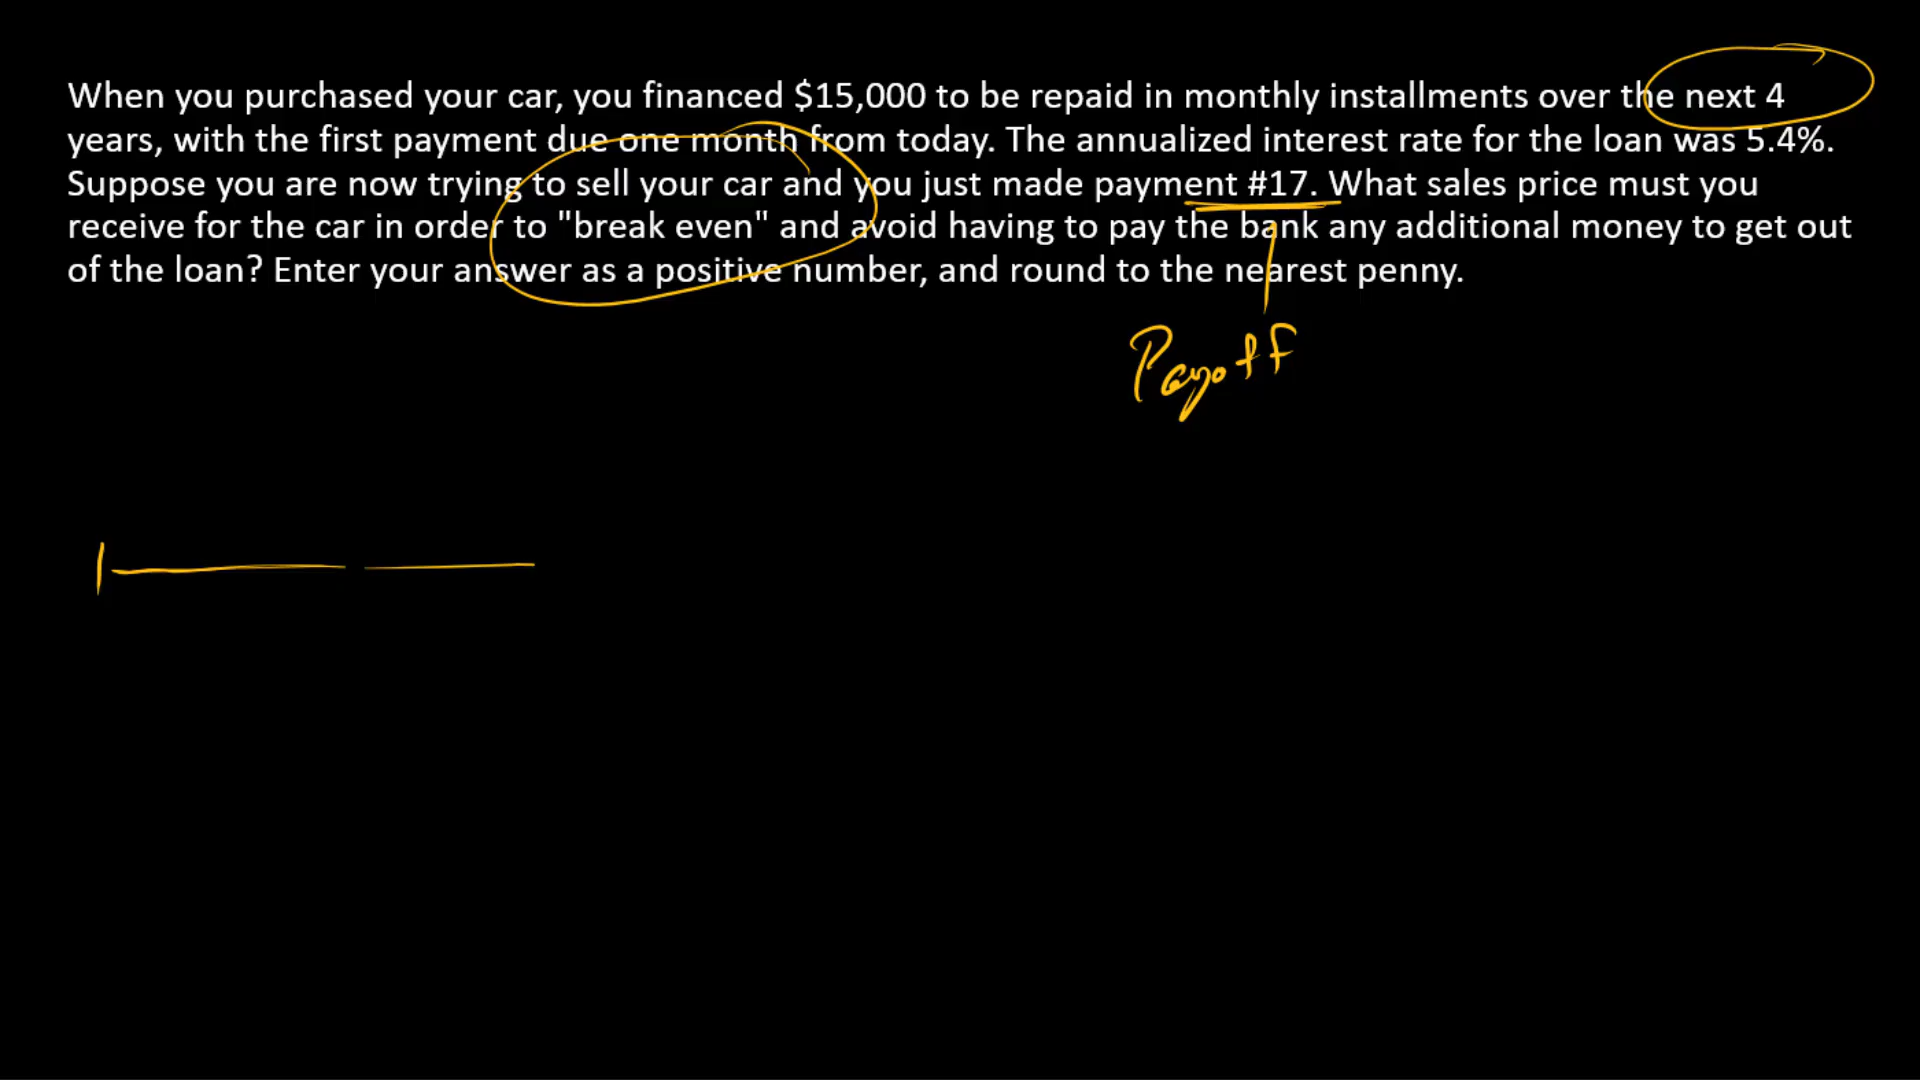 When you purchased your car, you financed $15,000 to be repaid in monthly installments over the next 4
years, with the first payment due one month from today. The annualized interest rate for the loan was 5.4%.
Suppose you are now trying to sell your car and you just made payment #17. What sales price must you
receive for the car in order to "break even" and avoid having to pay the bank any additional money to get out
of the loan? Enter your answer as a positive number, and round to the nearest penny.
Payoff